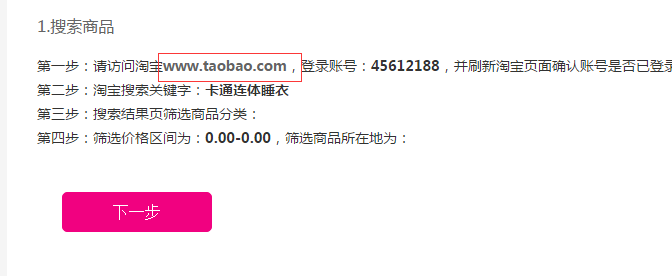 1.搜索商品
第一步：请访问淘宝www.taobao.com，登录账号：45612188，并刷新淘宝页面确认账号是否已登录
第二步：淘宝搜索关键字：卡通连体睡衣
第三步：搜索结果页筛选商品分类：
第四步：筛选价格区间为：0.00-0.00，筛选商品所在地为：
下一步